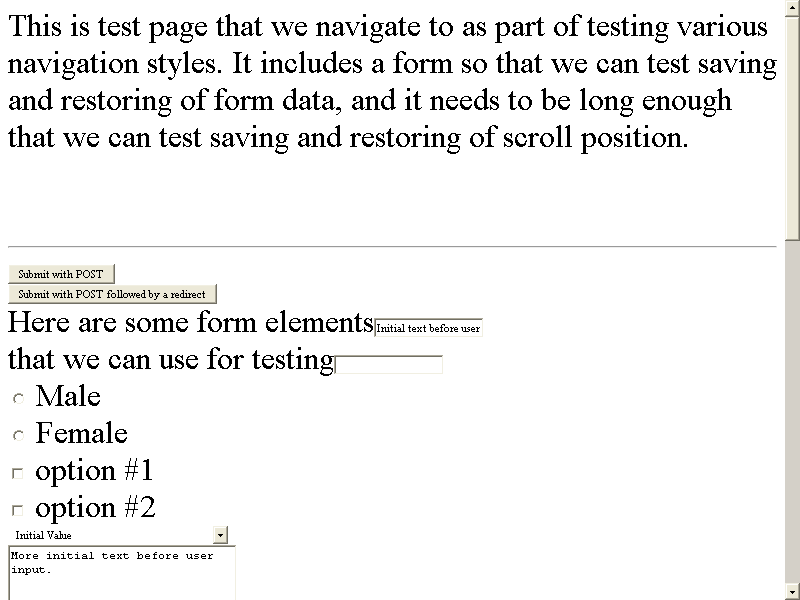 This is test page that we navigate to as part of testing various
navigation styles. It includes a form so that we can test saving
and restoring of form data, and it needs to be long enough
that we can test saving and restoring of scroll position.
Submit with POST
Submit with POST followed by a redirect
Here are some form elements Initial text before user
that we can use for testing
Male
Female
option #1
option #2
Initial Value
More initial text before user
input.